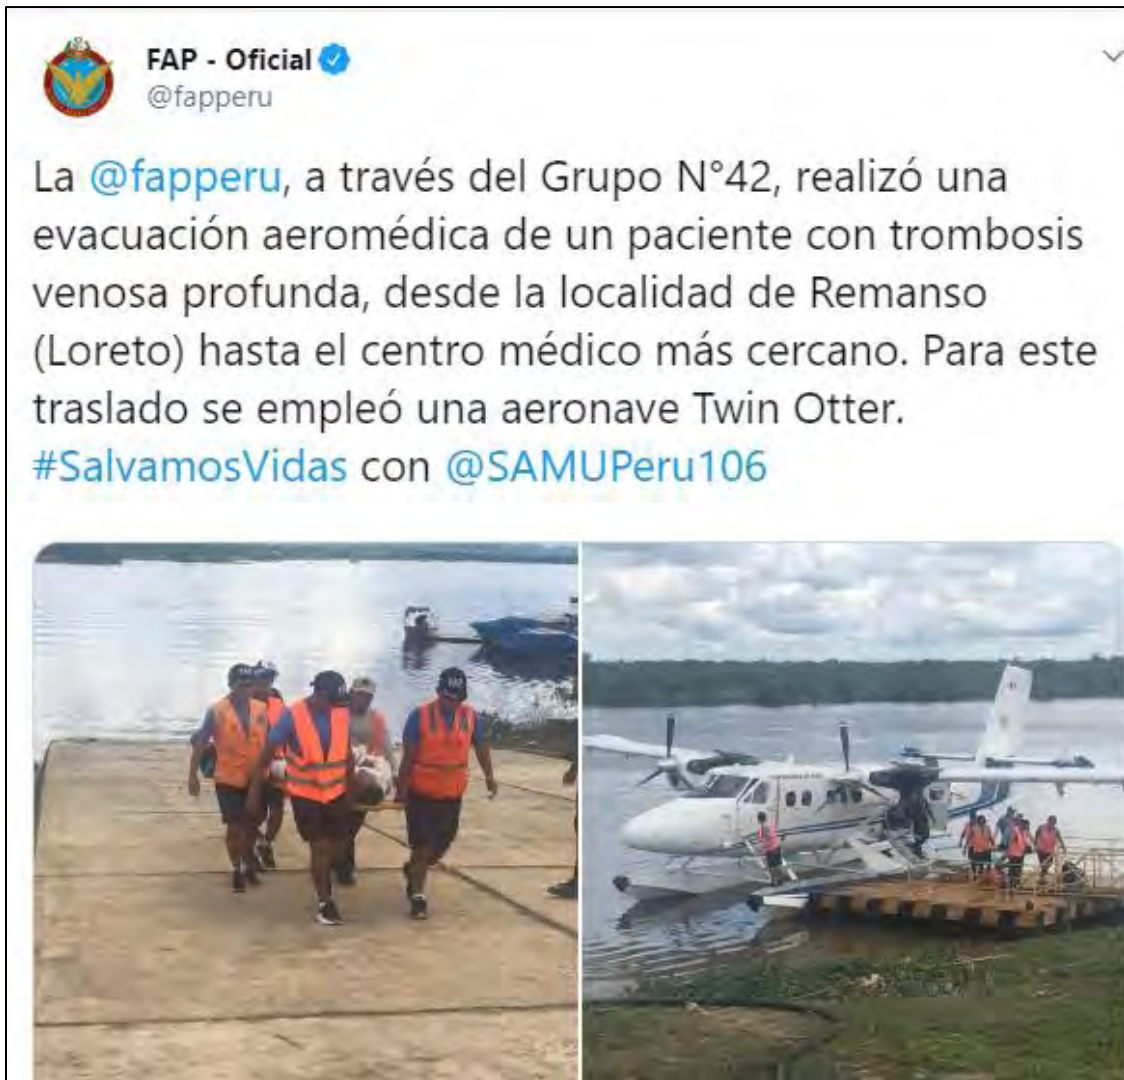 FAP - Oficial
@fapperu
La @fapperu, a través del Grupo N°42, realizó una
evacuación aeromédica de un paciente con trombosis
venosa profunda, desde la localidad de Remanso
(Loreto) hasta el centro médico más cercano. Para este
traslado se empleó una aeronave Twin Otter.
#SalvamosVidas con @SAMUPeru106
FAP